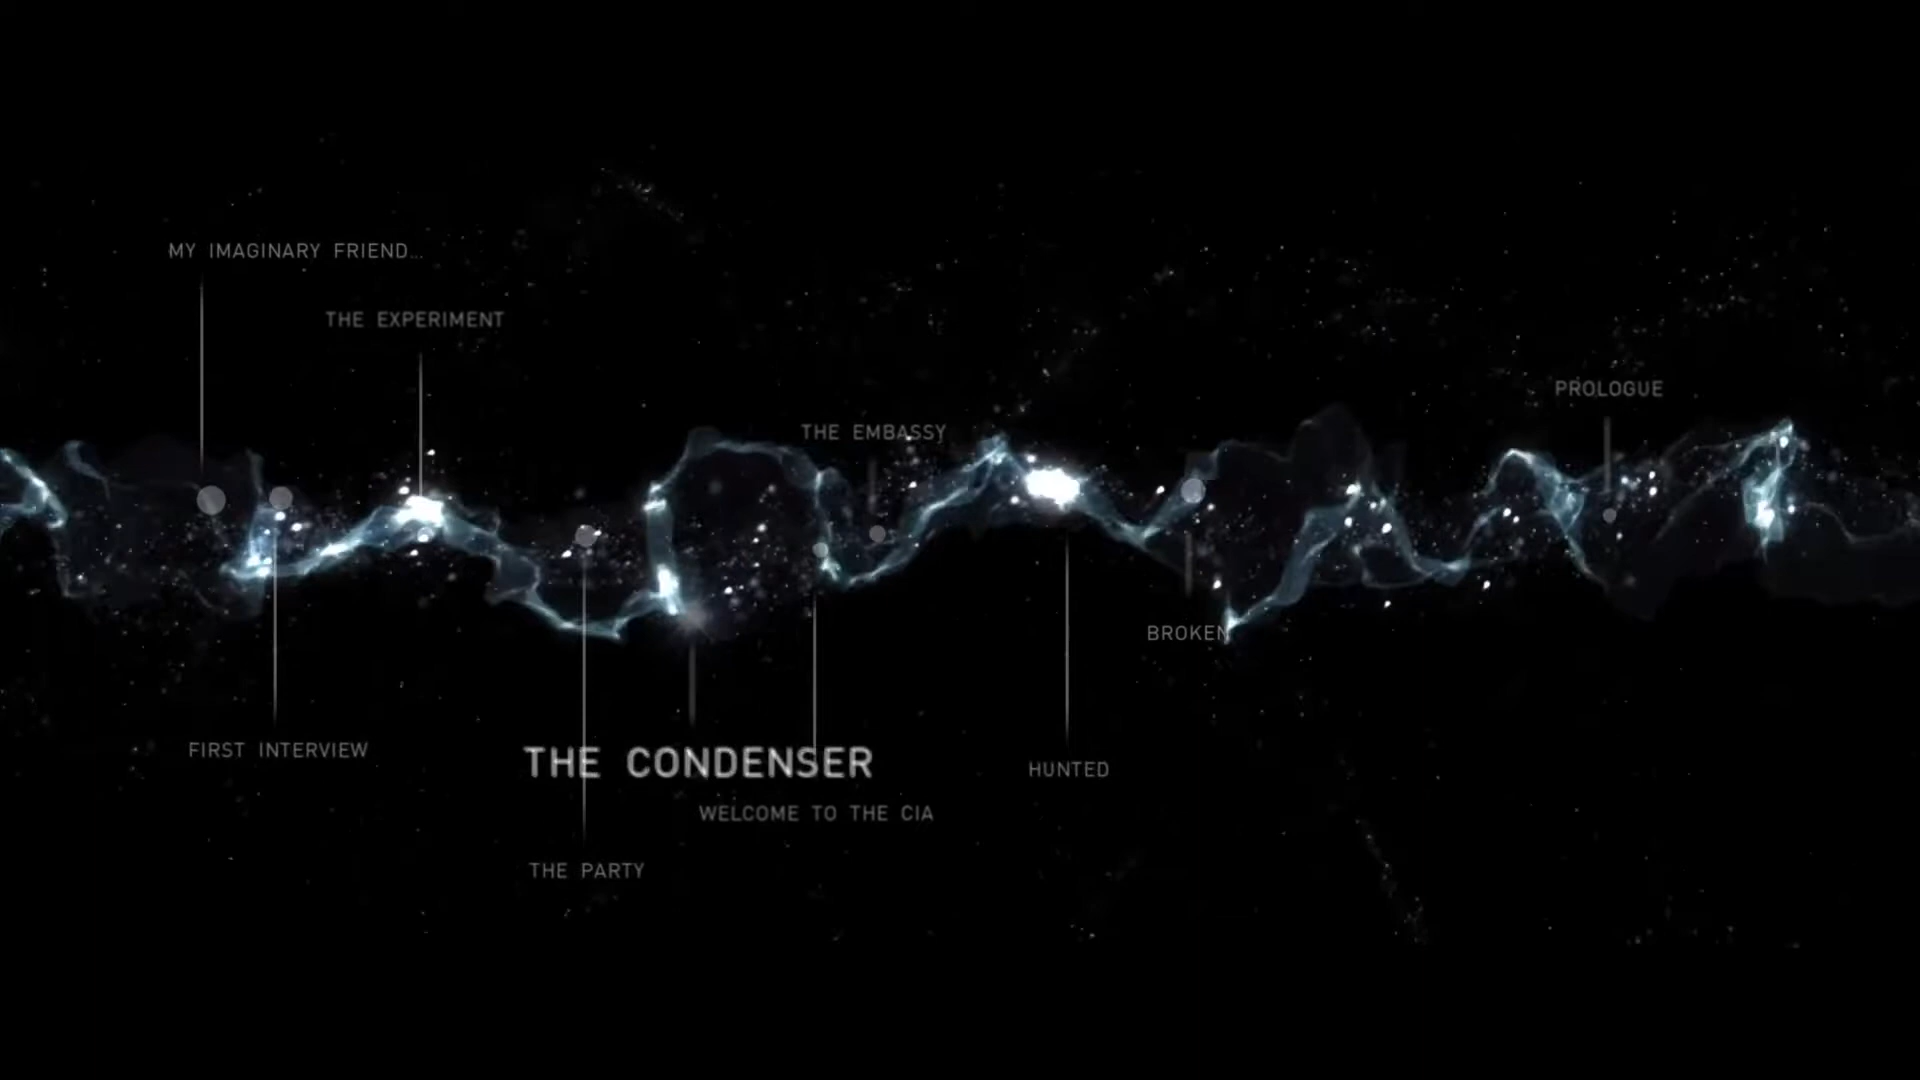 MY IMAGINARY FRIEND...
THE EXPERIMENT
PROLOGUE
THE EMBASSY
BROKEN
FIRST INTERVIEW
THE CONDENSER
HUNTED
WELCOME TO THE CIA
THE PARTY